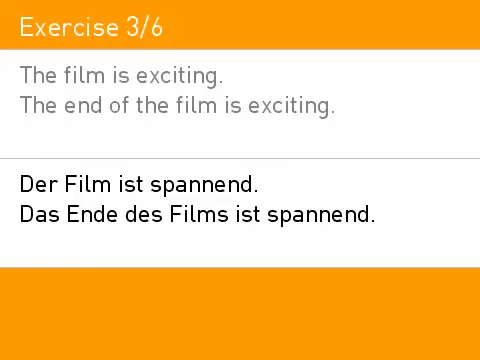 Exercise 3/6
The film is exciting.
The end of the film is exciting.
Der Film ist spannend.
Das Ende des Films ist spannend.